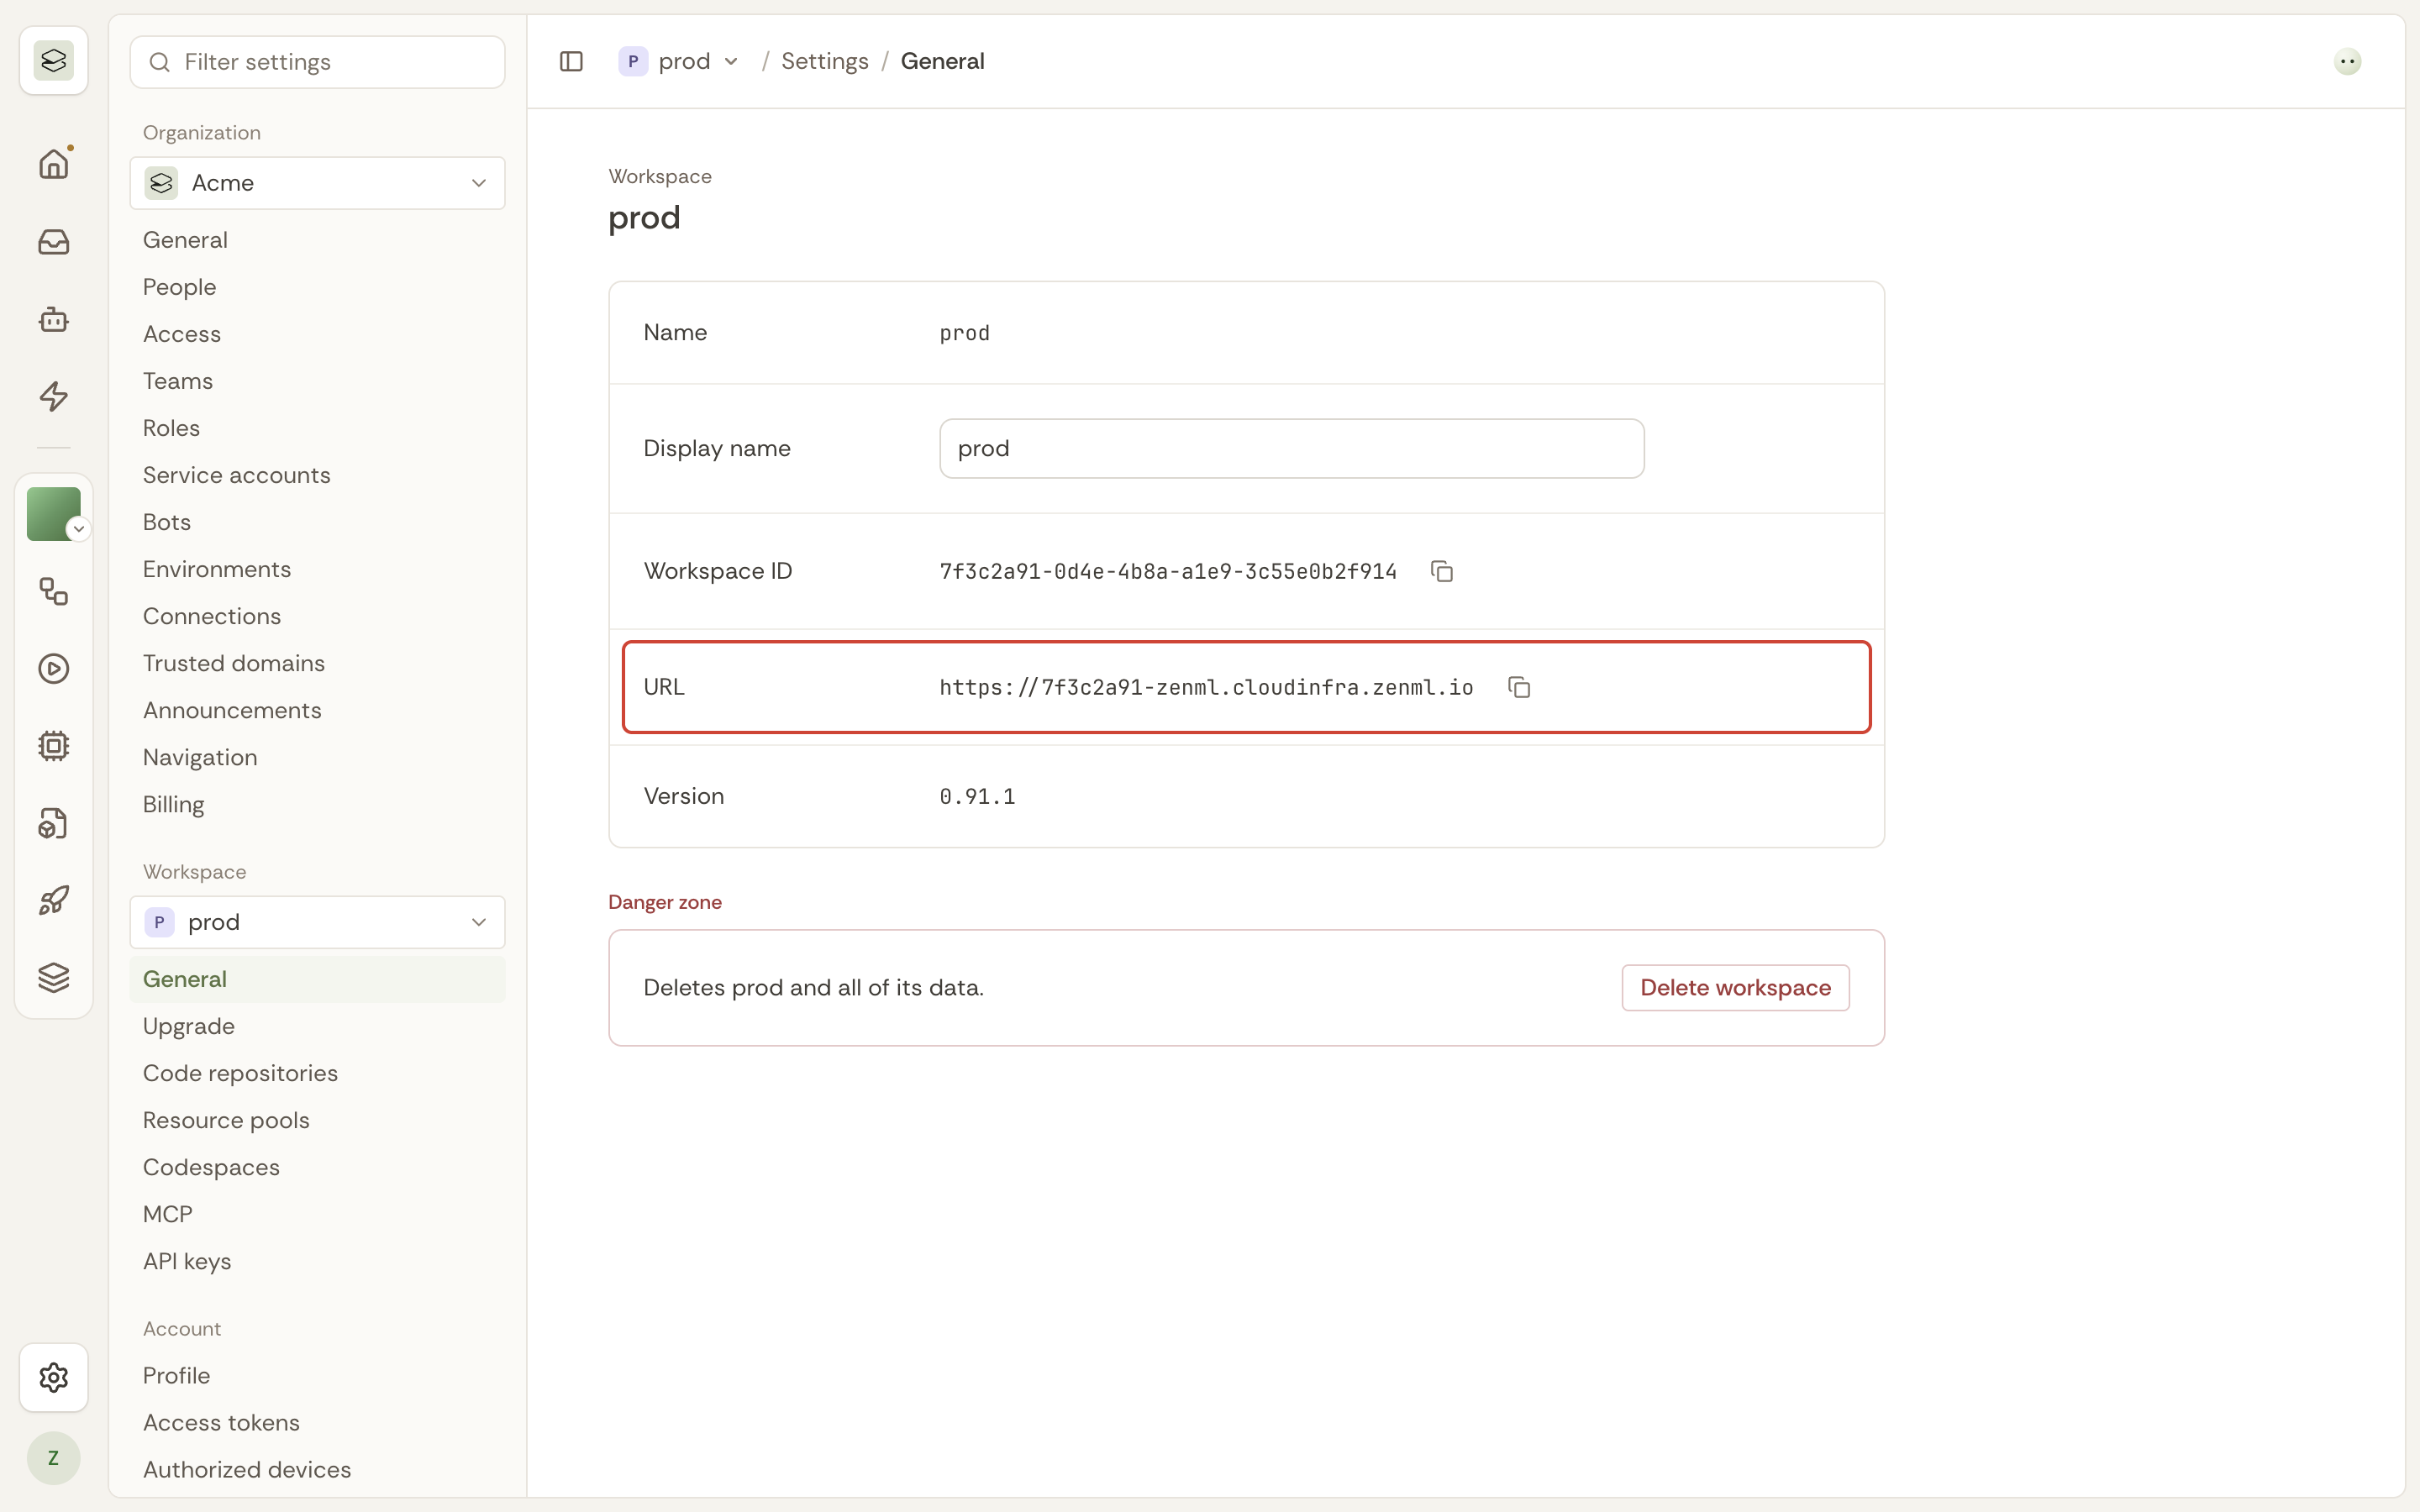 Filter settings
Organization
Acme
General
People
Access
Teams
Roles
Service accounts
Bots
Environments
Connections
Trusted domains
Announcements
Navigation
Billing
Workspace
P prod
General
Upgrade
Code repositories
Resource pools
Codespaces
MCP
API keys
Account
Profile
Access tokens
Authorized devices
Z
P prod / Settings / General
Workspace
prod
Name prod
Display name prod
Workspace ID 7f3c2a91-0d4e-4b8a-a1e9-3c55e0b2f914
URL https://7f3c2a91-zenml.cloudinfra.zenml.io
Version 0.91.1
Danger zone
Deletes prod and all of its data. Delete workspace